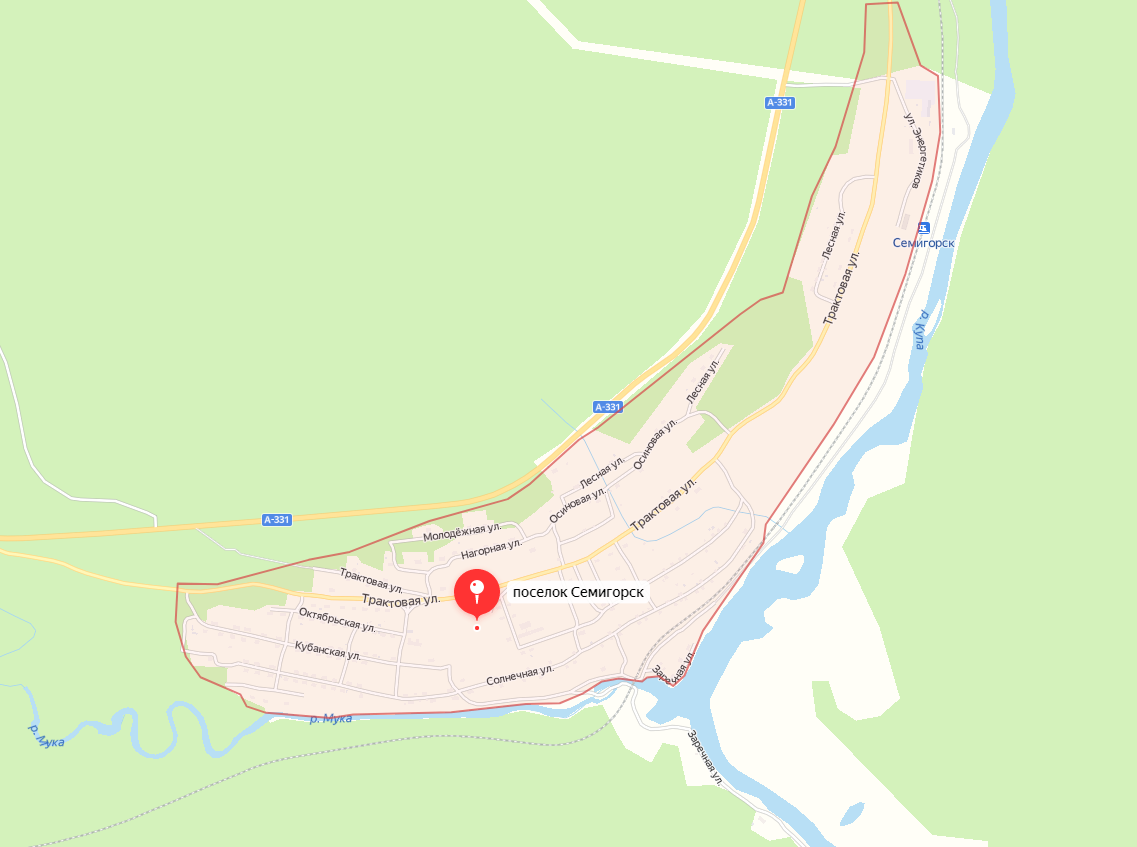 А-331
ул. Энергетиков
Лесная ул.
Семигорск
Трактовая ул.
р. Купа
Лесная ул.
А-331
Осиновая ул.
Лесная ул.
Осиновая ул.
Трактовая ул.
А-331
Молодёжная ул.
Нагорная ул.
Трактовая ул.
поселок Семигорск
Трактовая ул.
Октябрьская ул.
Кубанская ул.
Солнечная ул.
Заречная ул.
р. Мука
р. Мука
Заречная ул.